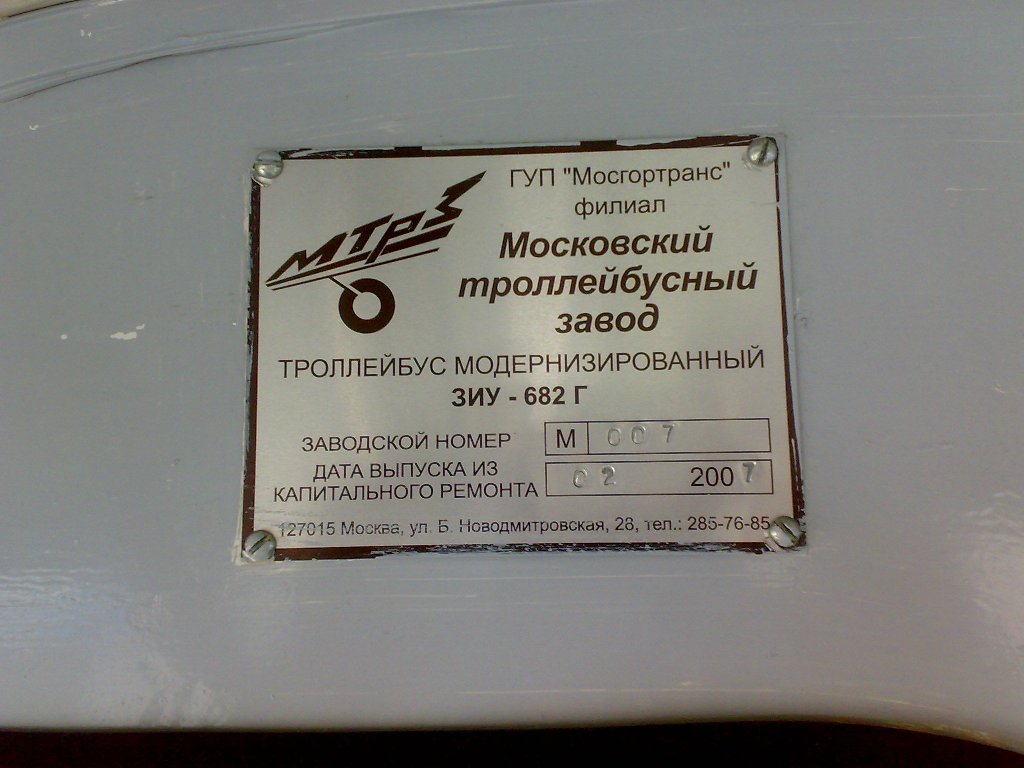 МТРЗ
ГУП "Мосгортранс"
филиал
Московский
троллейбусный
завод
ТРОЛЛЕЙБУС МОДЕРНИЗИРОВАННЫЙ
ЗИУ - 682 Г
ЗАВОДСКОЙ НОМЕР М 007
ДАТА ВЫПУСКА ИЗ
КАПИТАЛЬНОГО РЕМОНТА 02 2007
127015 Москва, ул. Б. Новодмитровская, 28, тел.: 285-76-85